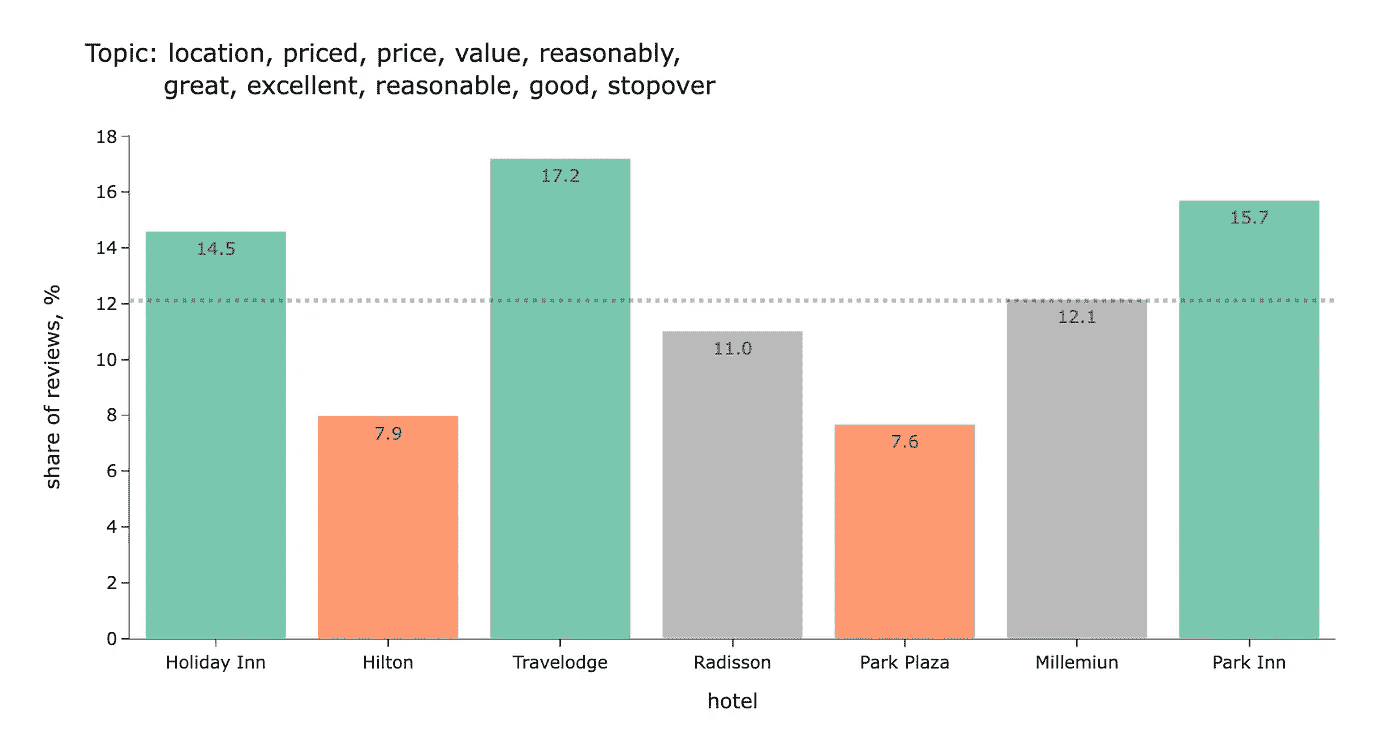 Topic: location, priced, price, value, reasonably,
great, excellent, reasonable, good, stopover
18
16
14
12
10
8
6
4
2
0
share of reviews, %
14.5
7.9
17.2
11.0
7.6
12.1
15.7
Holiday Inn
Hilton
Travelodge
Radisson
Park Plaza
Millemiun
Park Inn
hotel